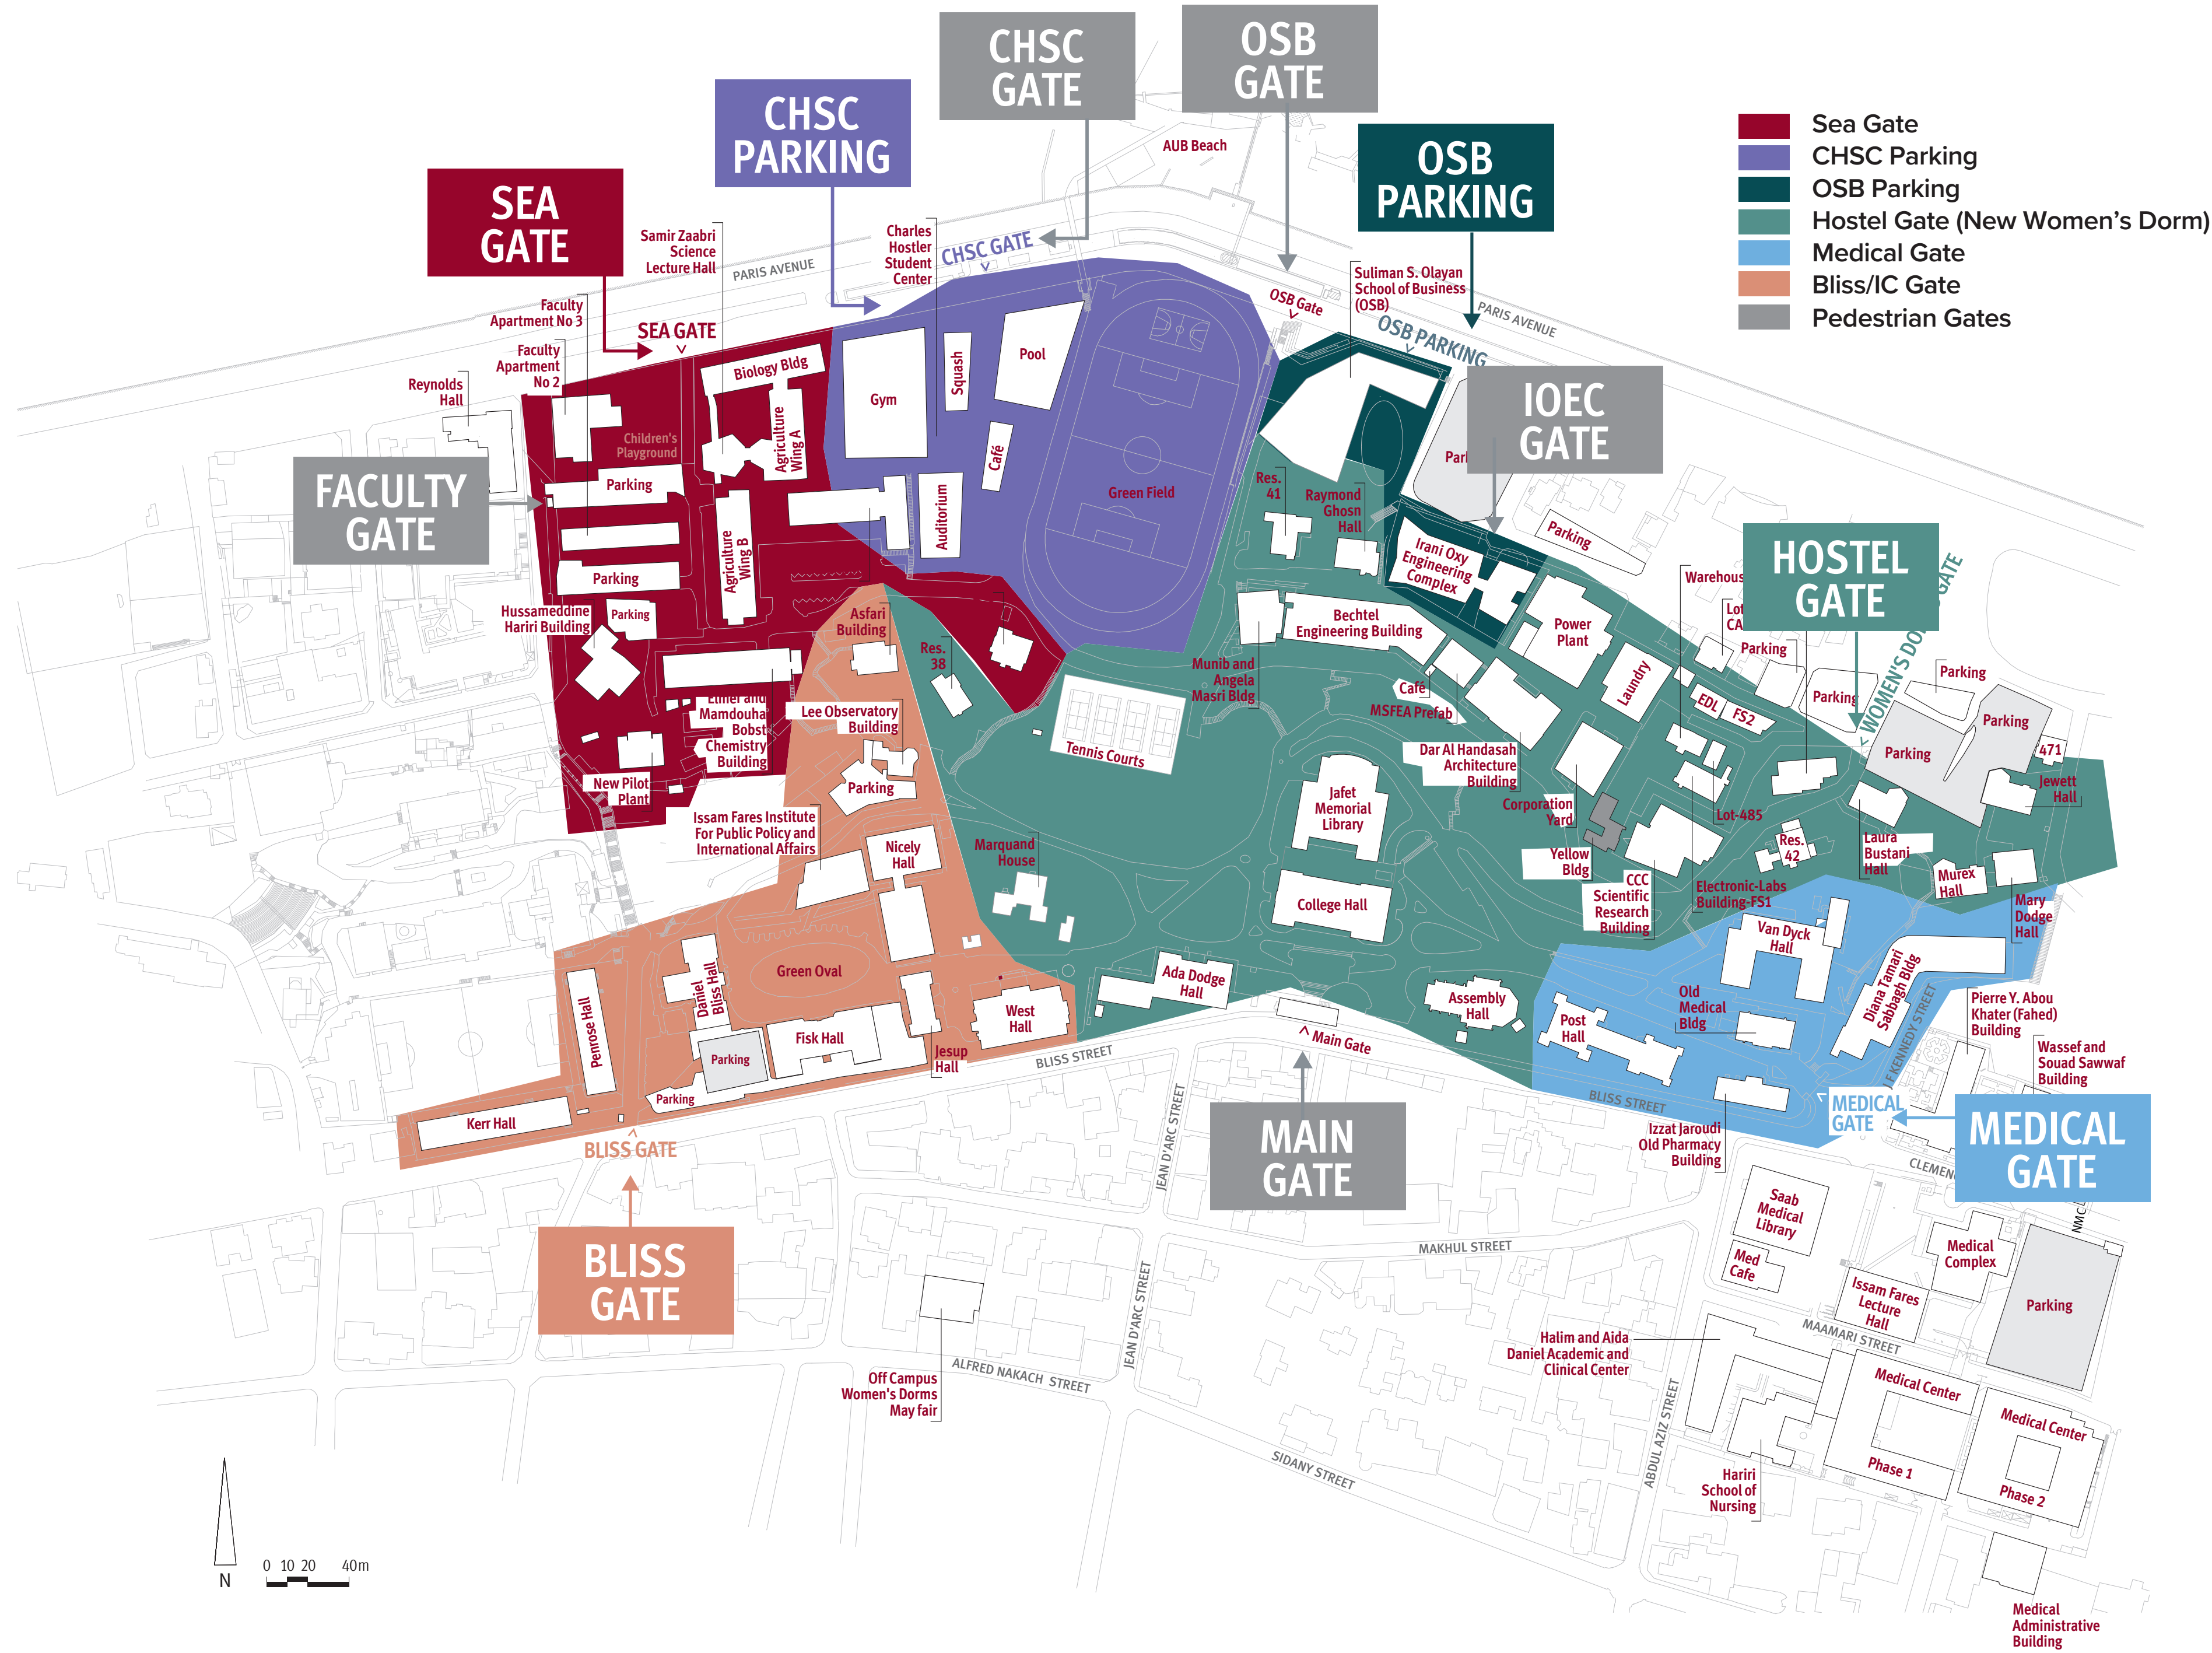 CHSC
GATE
OSB
GATE
CHSC
PARKING
OSB
PARKING
SEA
GATE
Sea Gate
CHSC Parking
OSB Parking
Hostel Gate (New Women's Dorm)
Medical Gate
Bliss/IC Gate
Pedestrian Gates
AUB Beach
Samir Zaabri
Science
Lecture Hall
PARIS AVENUE
Charles
Hostler
Student
Center
CHSC GATE
Suliman S. Olayan
School of Business
(OSB)
OSB Gate
PARIS AVENUE
OSB PARKING
Faculty
Apartment No 3
SEA GATE
Faculty
Apartment
No 2
Reynolds
Hall
Biology Bldg
Gym
Squash
Pool
Café
Agriculture
Wing A
Children's
Playground
Parking
FACULTY
GATE
IOEC
GATE
Green Field
Auditorium
Res.
41
Raymond
Ghosn
Hall
Parking
Irani Oxy
Engineering
Complex
HOSTEL
GATE
Agriculture
Wing B
Parking
Hussameddine
Hariri Building
Parking
Asfari
Building
Res.
38
Bechtel
Engineering Building
Power
Plant
Parking
Parking
Parking
Parking
Parking
471
Laundry
EDL
FS2
Munib and
Angela
Masri Bldg
Café
MSFEA Prefab
Mamdouha
Bobst
Chemistry
Building
Lee Observatory
Building
Tennis Courts
Dar Al Handasah
Architecture
Building
New Pilot
Plant
Parking
Jafet
Memorial
Library
Corporation
Yard
Lot-485
Jewett
Hall
Issam Fares Institute
For Public Policy and
International Affairs
Nicely
Hall
Marquand
House
Yellow
Bldg
Res.
42
Laura
Bustani
Hall
Murex
Hall
CCC
Scientific
Research
Building
Electronic-Labs
Building-FS1
Mary
Dodge
Hall
College Hall
Van Dyck
Hall
Diana Tamari
Sabbagh Bldg
Green Oval
Daniel
Bliss Hall
Penrose Hall
Ada Dodge
Hall
Assembly
Hall
Old
Medical
Bldg
Post
Hall
Pierre Y. Abou
Khater (Fahed)
Building
Wassef and
Souad Sawwaf
Building
West
Hall
Fisk Hall
Jesup
Hall
Parking
Parking
Kerr Hall
BLISS STREET
Main Gate
BLISS STREET
KENNEDY STREET
MEDICAL
GATE
MEDICAL
GATE
MAIN
GATE
Izzat Jaroudi
Old Pharmacy
Building
BLISS GATE
BLISS
GATE
JEAN D'ARC STREET
Saab
Medical
Library
Med
Cafe
Medical
Complex
NMC
Parking
Issam Fares
Lecture
Hall
MAKHUL STREET
JEAN D'ARC STREET
MAAMARI STREET
Halim and Aida
Daniel Academic and
Clinical Center
Off Campus
Women's Dorms
May fair
ALFRED NAKACH STREET
ABDUL AZIZ STREET
Medical Center
Phase 1
Medical Center
Phase 2
SIDANY STREET
Hariri
School of
Nursing
Medical
Administrative
Building
0 10 20 40m
N